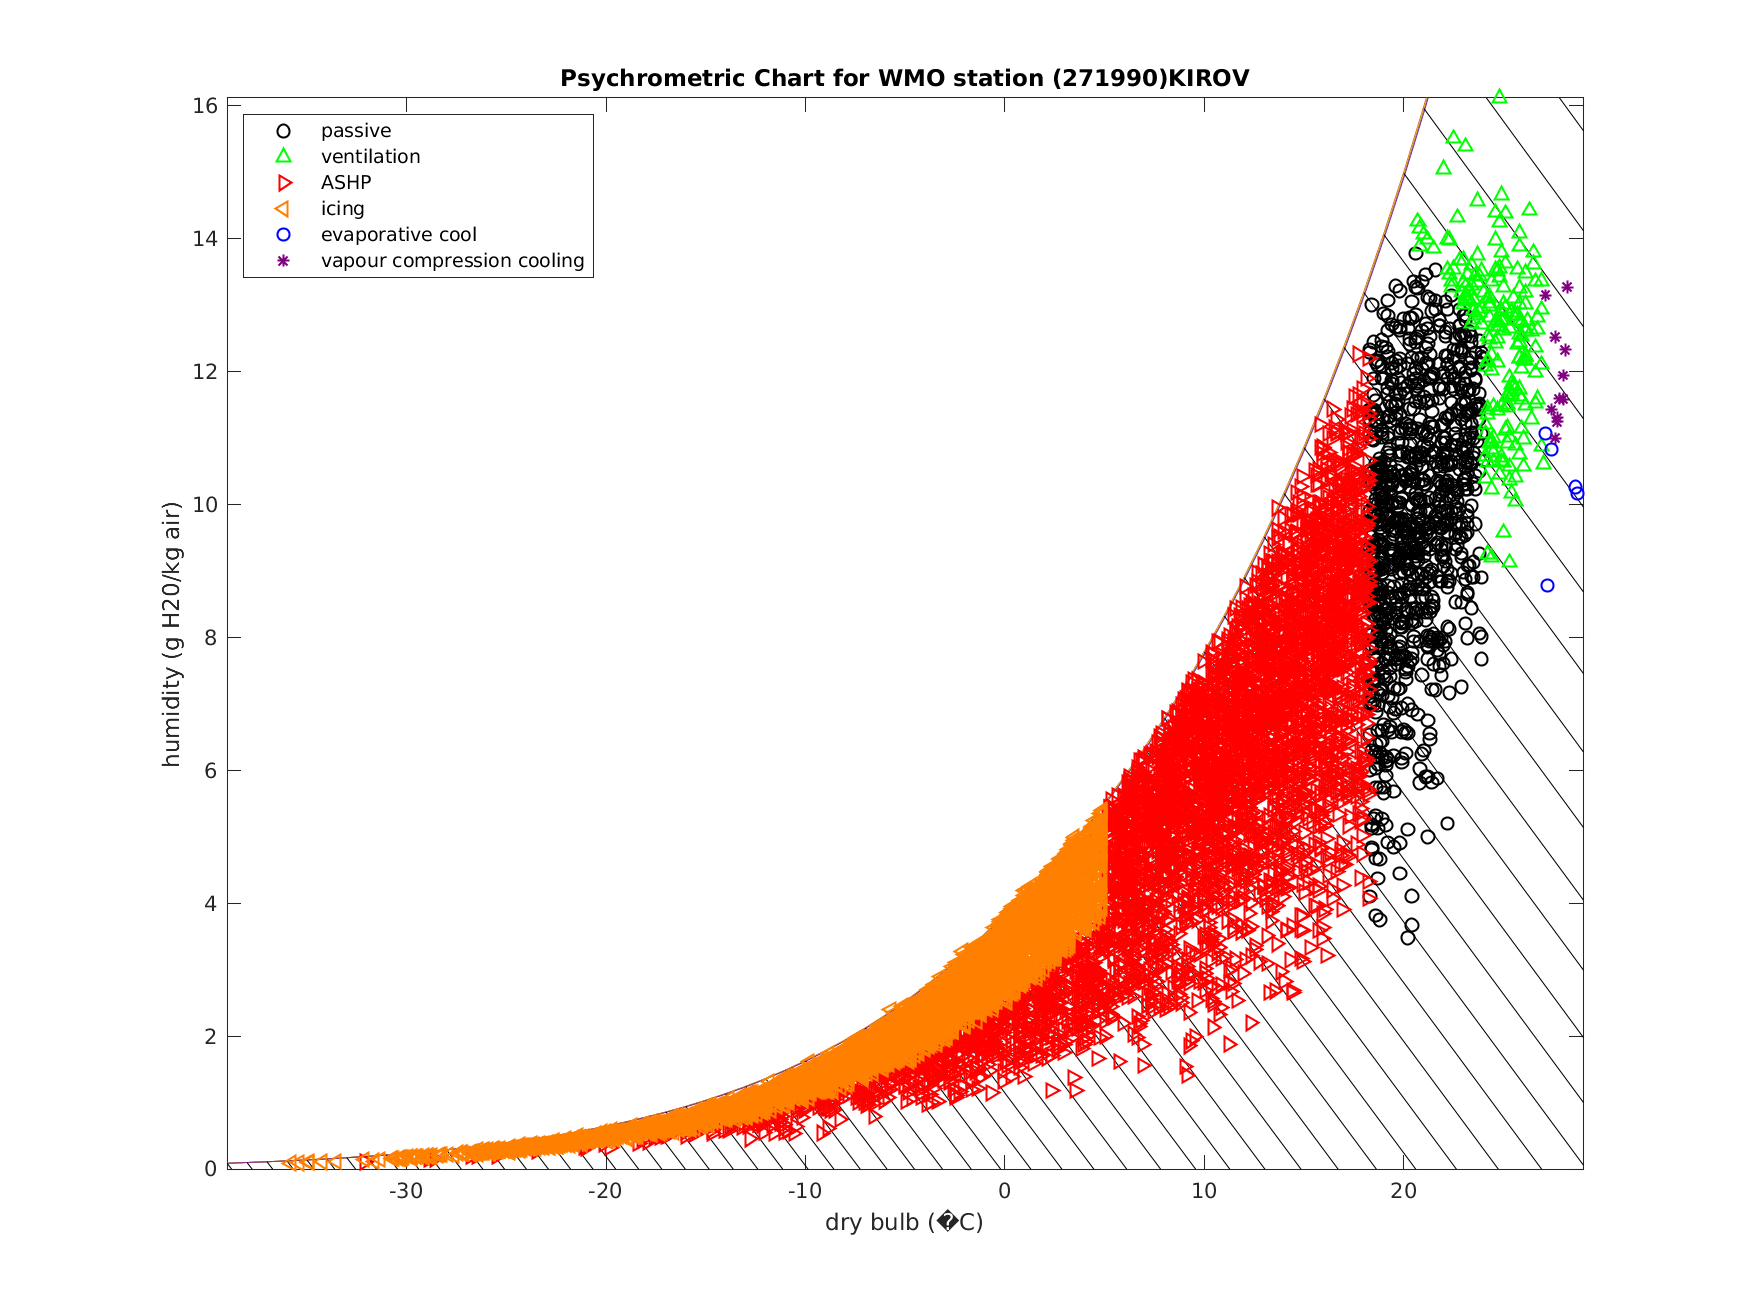 Psychrometric Chart for WMO station (271990)KIROV
passive
ventilation
ASHP
icing
evaporative cool
vapour compression cooling
humidity (g H20/kg air)
16
14
12
10
8
6
4
2
0
-30 -20 -10 0 10 20
dry bulb (�C)